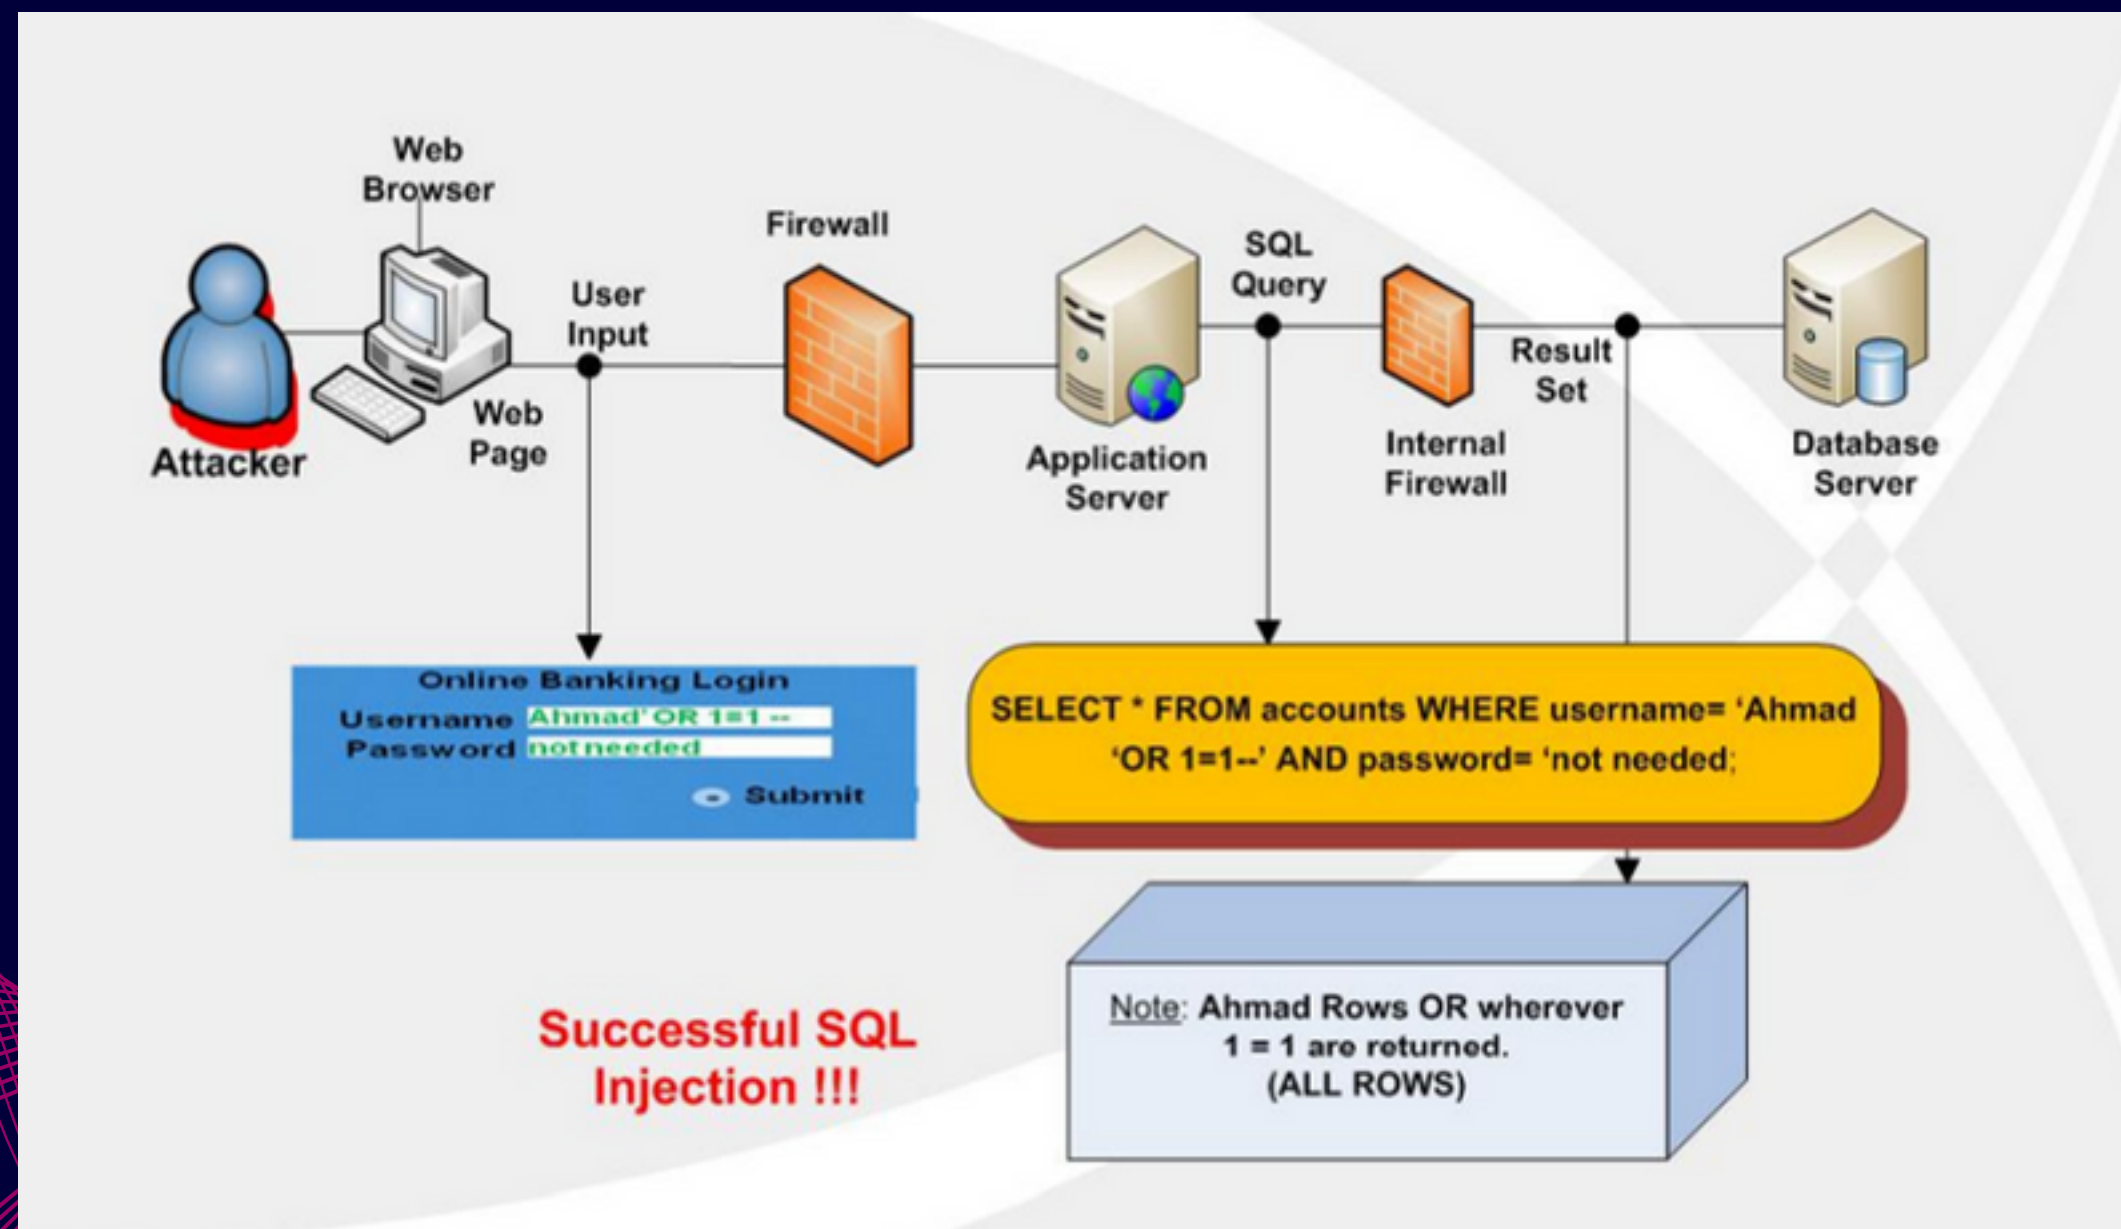 Web
Browser
Firewall
SQL
Query
User
Input
Result
Set
Web
Page
Attacker
Application
Server
Internal
Firewall
Database
Server
Online Banking Login
Username Ahmad' OR 1=1 --
Password not needed
Submit
SELECT * FROM accounts WHERE username= ‘Ahmad
‘OR 1=1--’ AND password= ‘not needed;
Note: Ahmad Rows OR wherever
1 = 1 are returned.
(ALL ROWS)
Successful SQL
Injection !!!